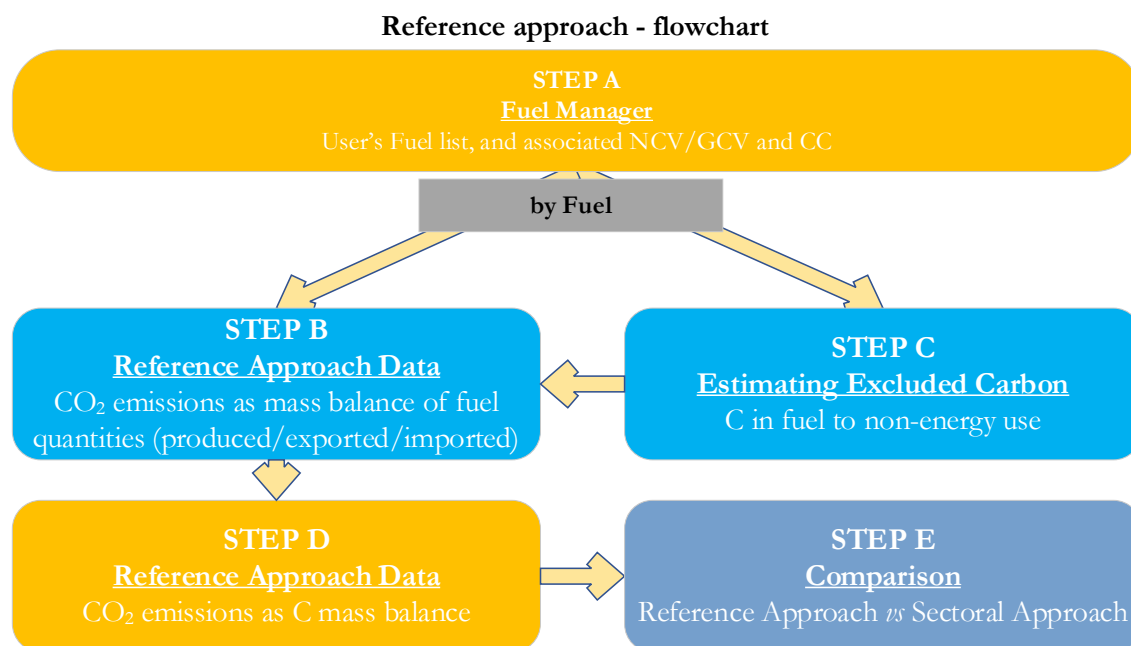 Reference approach - flowchart
STEP A
Fuel Manager
User's Fuel list, and associated NCV/GCV and CC
by Fuel
STEP B
Reference Approach Data
CO₂ emissions as mass balance of fuel
quantities (produced/exported/imported)
STEP C
Estimating Excluded Carbon
C in fuel to non-energy use
STEP D
Reference Approach Data
CO₂ emissions as C mass balance
STEP E
Comparison
Reference Approach vs Sectoral Approach